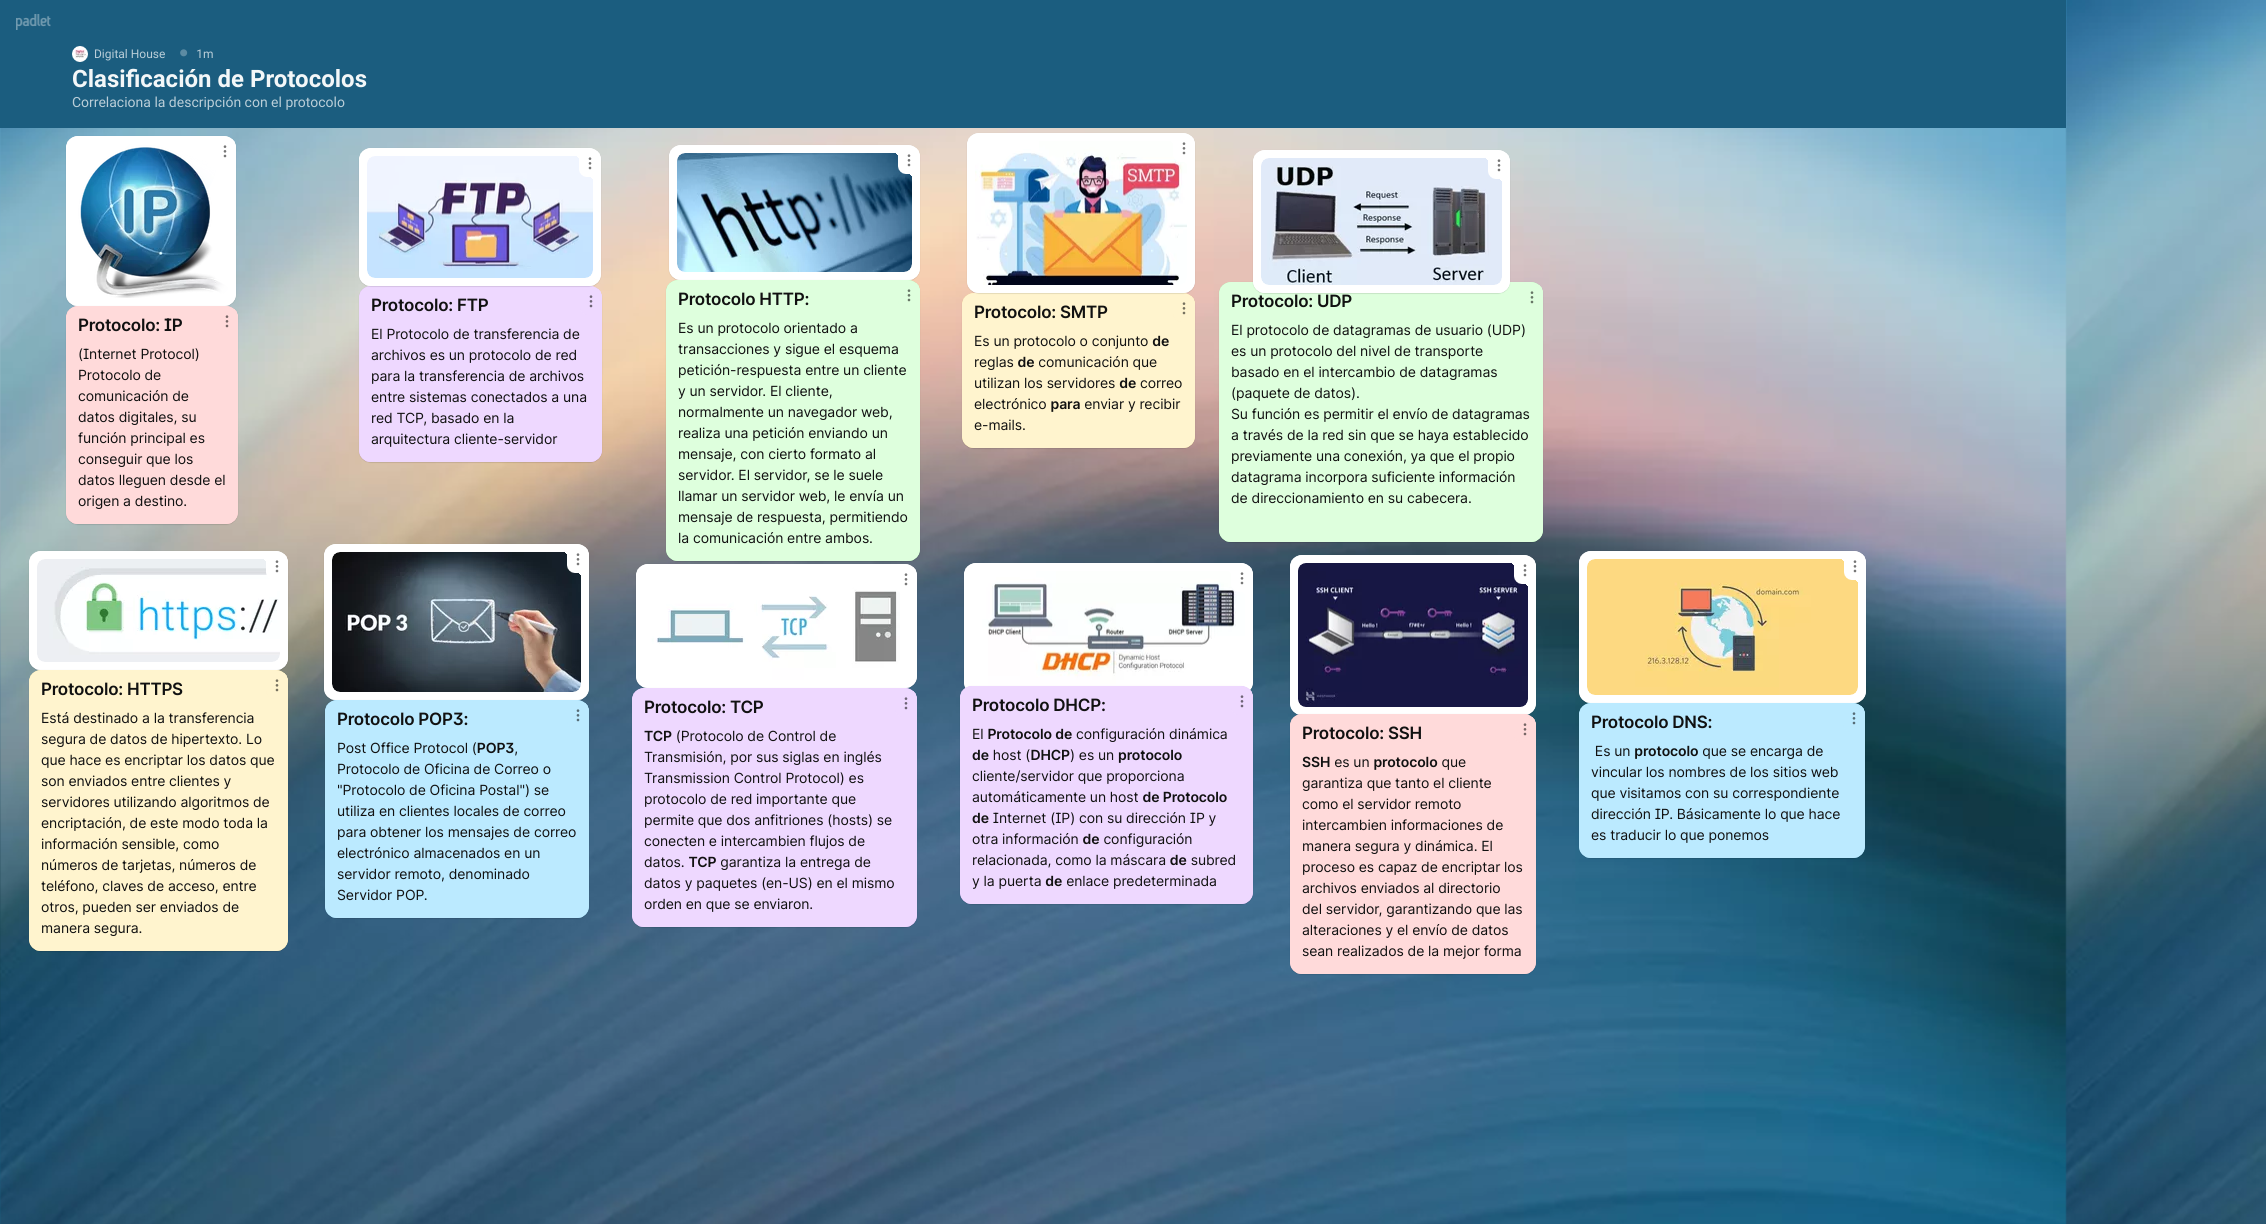 padlet
Digital House • 1m
Clasificación de Protocolos
Correlaciona la descripción con el protocolo
IP
Protocolo: IP
(Internet Protocol)
Protocolo de
comunicación de
datos digitales, su
función principal es
conseguir que los
datos lleguen desde el
origen a destino.
FTP
Protocolo: FTP
El Protocolo de transferencia de
archivos es un protocolo de red
para la transferencia de archivos
entre sistemas conectados a una
red TCP, basado en la
arquitectura cliente-servidor
http://www
Protocolo HTTP:
Es un protocolo orientado a
transacciones y sigue el esquema
petición-respuesta entre un cliente
y un servidor. El cliente,
normalmente un navegador web,
realiza una petición enviando un
mensaje, con cierto formato al
servidor. El servidor, se le suele
llamar un servidor web, le envía un
mensaje de respuesta, permitiendo
la comunicación entre ambos.
SMTP
Protocolo: SMTP
Es un protocolo o conjunto de
reglas de comunicación que
utilizan los servidores de correo
electrónico para enviar y recibir
e-mails.
UDP
Request
Response
Response
Client
Server
Protocolo: UDP
El protocolo de datagramas de usuario (UDP)
es un protocolo del nivel de transporte
basado en el intercambio de datagramas
(paquete de datos).
Su función es permitir el envío de datagramas
a través de la red sin que se haya establecido
previamente una conexión, ya que el propio
datagrama incorpora suficiente información
de direccionamiento en su cabecera.
https://
Protocolo: HTTPS
Está destinado a la transferencia
segura de datos de hipertexto. Lo
que hace es encriptar los datos que
son enviados entre clientes y
servidores utilizando algoritmos de
encriptación, de este modo toda la
información sensible, como
números de tarjetas, números de
teléfono, claves de acceso, entre
otros, pueden ser enviados de
manera segura.
POP 3
Protocolo POP3:
Post Office Protocol (POP3,
Protocolo de Oficina de Correo o
"Protocolo de Oficina Postal") se
utiliza en clientes locales de correo
para obtener los mensajes de correo
electrónico almacenados en un
servidor remoto, denominado
Servidor POP.
TCP
Protocolo: TCP
TCP (Protocolo de Control de
Transmisión, por sus siglas en inglés
Transmission Control Protocol) es
protocolo de red importante que
permite que dos anfitriones (hosts) se
conecten e intercambien flujos de
datos. TCP garantiza la entrega de
datos y paquetes (en-US) en el mismo
orden en que se enviaron.
DHCP Client
Router
DHCP Server
DHCP
Dynamic Host
Configuration Protocol
Protocolo DHCP:
El Protocolo de configuración dinámica
de host (DHCP) es un protocolo
cliente/servidor que proporciona
automáticamente un host de Protocolo
de Internet (IP) con su dirección IP y
otra información de configuración
relacionada, como la máscara de subred
y la puerta de enlace predeterminada
SSH CLIENT
SSH SERVER
Hello !
Hello !
Protocolo: SSH
SSH es un protocolo que
garantiza que tanto el cliente
como el servidor remoto
intercambien informaciones de
manera segura y dinámica. El
proceso es capaz de encriptar los
archivos enviados al directorio
del servidor, garantizando que las
alteraciones y el envío de datos
sean realizados de la mejor forma
domain.com
216.3.128.12
Protocolo DNS:
Es un protocolo que se encarga de
vincular los nombres de los sitios web
que visitamos con su correspondiente
dirección IP. Básicamente lo que hace
es traducir lo que ponemos